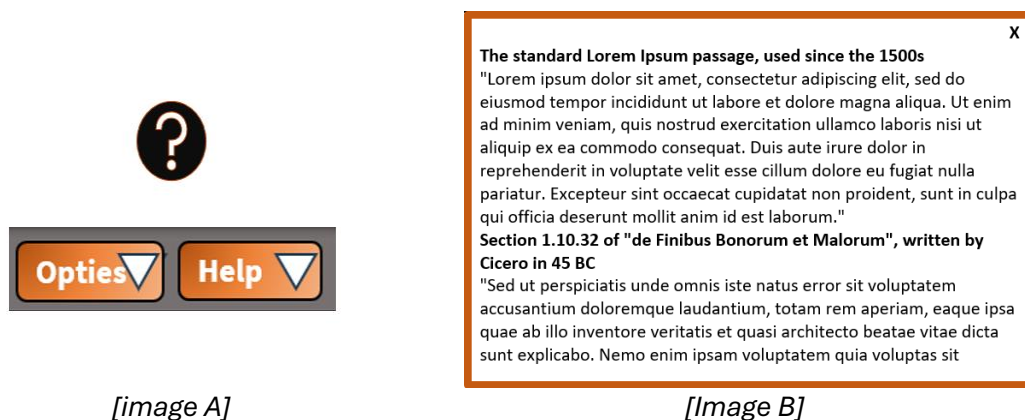 ?
Opties Help
[image A]
X
The standard Lorem Ipsum passage, used since the 1500s
"Lorem ipsum dolor sit amet, consectetur adipiscing elit, sed do
eiusmod tempor incididunt ut labore et dolore magna aliqua. Ut enim
ad minim veniam, quis nostrud exercitation ullamco laboris nisi ut
aliquip ex ea commodo consequat. Duis aute irure dolor in
reprehenderit in voluptate velit esse cillum dolore eu fugiat nulla
pariatur. Excepteur sint occaecat cupidatat non proident, sunt in culpa
qui officia deserunt mollit anim id est laborum."
Section 1.10.32 of "de Finibus Bonorum et Malorum", written by
Cicero in 45 BC
"Sed ut perspiciatis unde omnis iste natus error sit voluptatem
accusantium doloremque laudantium, totam rem aperiam, eaque ipsa
quae ab illo inventore veritatis et quasi architecto beatae vitae dicta
sunt explicabo. Nemo enim ipsam voluptatem quia voluptas sit
[Image B]